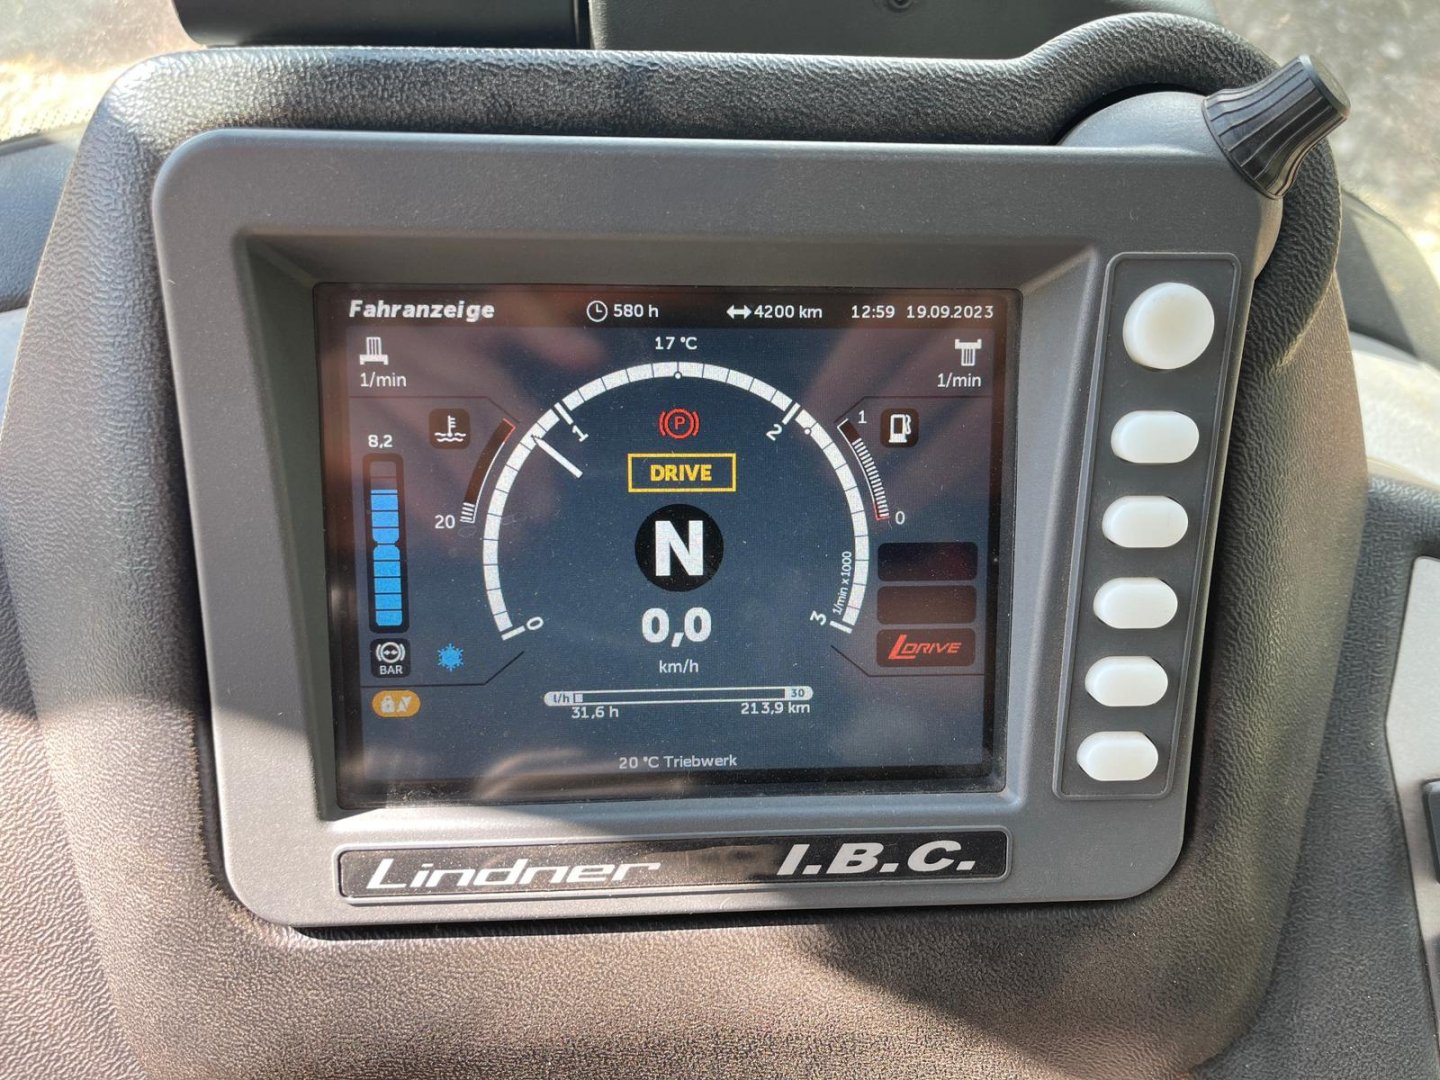 Fahranzeige 580 h 4200 km 12:59 19.09.2023
17 °C
1/min 1/min
8,2
20
1 2
P
1
0
DRIVE
N
0 3
1/min x1000
0,0
km/h
LDRIVE
BAR
l/h 30
31,6 h 213,9 km
20 °C Triebwerk
Lindner I.B.C.